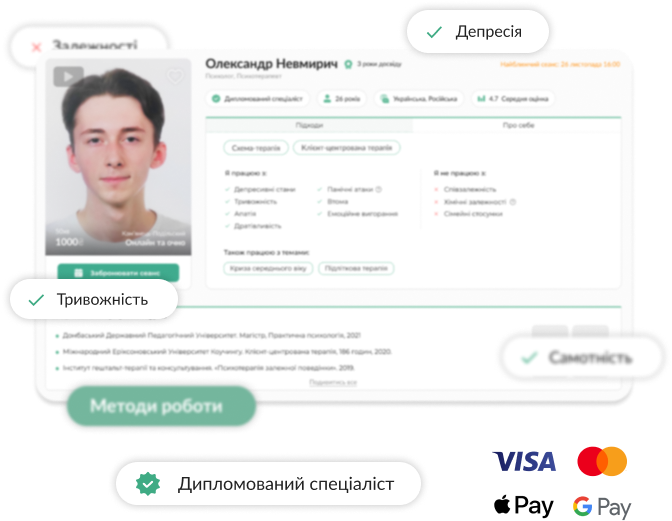 Депресія
Залежності
Олександр Невмирич
3 роки досвіду
Найближчий сеанс: 26 листопада 16:00
Психолог, Психотерапевт
Дипломований спеціаліст
26 років
Українська, Російська
4.7 Середня оцінка
Підходи
Про себе
Схема-терапія
Клієнт-центрована терапія
Я працюю з:
Я не працюю з:
Депресивні стани
Панічні атаки
Співзалежність
Тривожність
Втома
Хімічні залежності
Апатія
Емоційне вигорання
Сімейні стосунки
Дратівливість
1000₴
Онлайн та очно
Також працюю з темами:
Криза середнього віку
Підліткова терапія
Забронювати сеанс
Тривожність
Донбаський Державний Педагогічний Університет. Магістр, Практична психологія, 2021
Міжнародний Еріксоновський Університет Коучингу. Клієнт-центрована терапія, 186 годин, 2020.
Інститут гештальт терапії та консультування. «Психотерапія залежної поведінки», 2019.
Подивитись все
Самотність
Методи роботи
Дипломований спеціаліст
VISA
Pay
G Pay